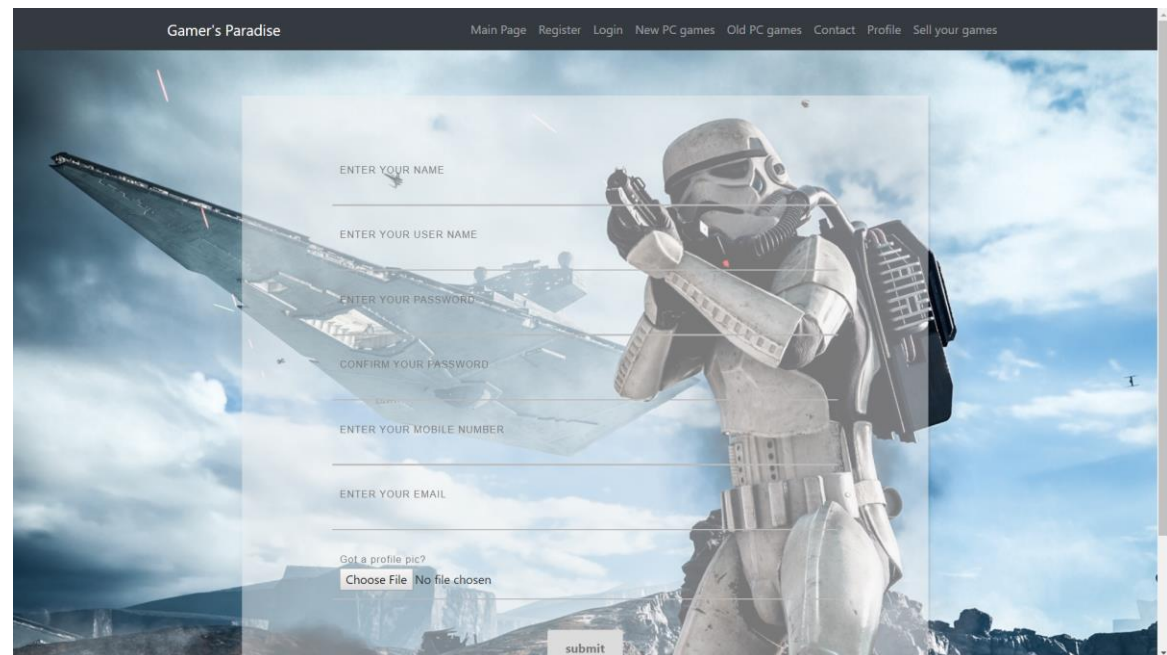 Gamer's Paradise Main Page Register Login New PC games Old PC games Contact Profile Sell your games
ENTER YOUR NAME
ENTER YOUR USER NAME
ENTER YOUR PASSWORD
CONFIRM YOUR PASSWORD
ENTER YOUR MOBILE NUMBER
ENTER YOUR EMAIL
Got a profile pic?
Choose File No file chosen
submit